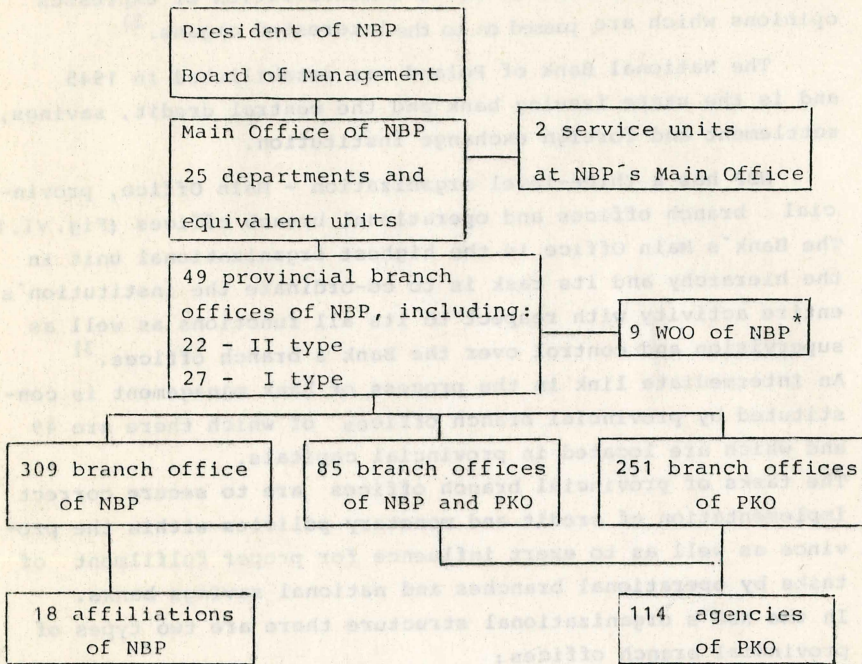 President of NBP
Board of Management
Main Office of NBP
25 departments and
equivalent units
2 service units
at NBP´s Main Office
49 provincial branch
offices of NBP, including:
22 - II type
27 - I type
9 WOO of NBP*
309 branch office
of NBP
85 branch offices
of NBP and PKO
251 branch offices
of PKO
18 affiliations
of NBP
114 agencies
of PKO